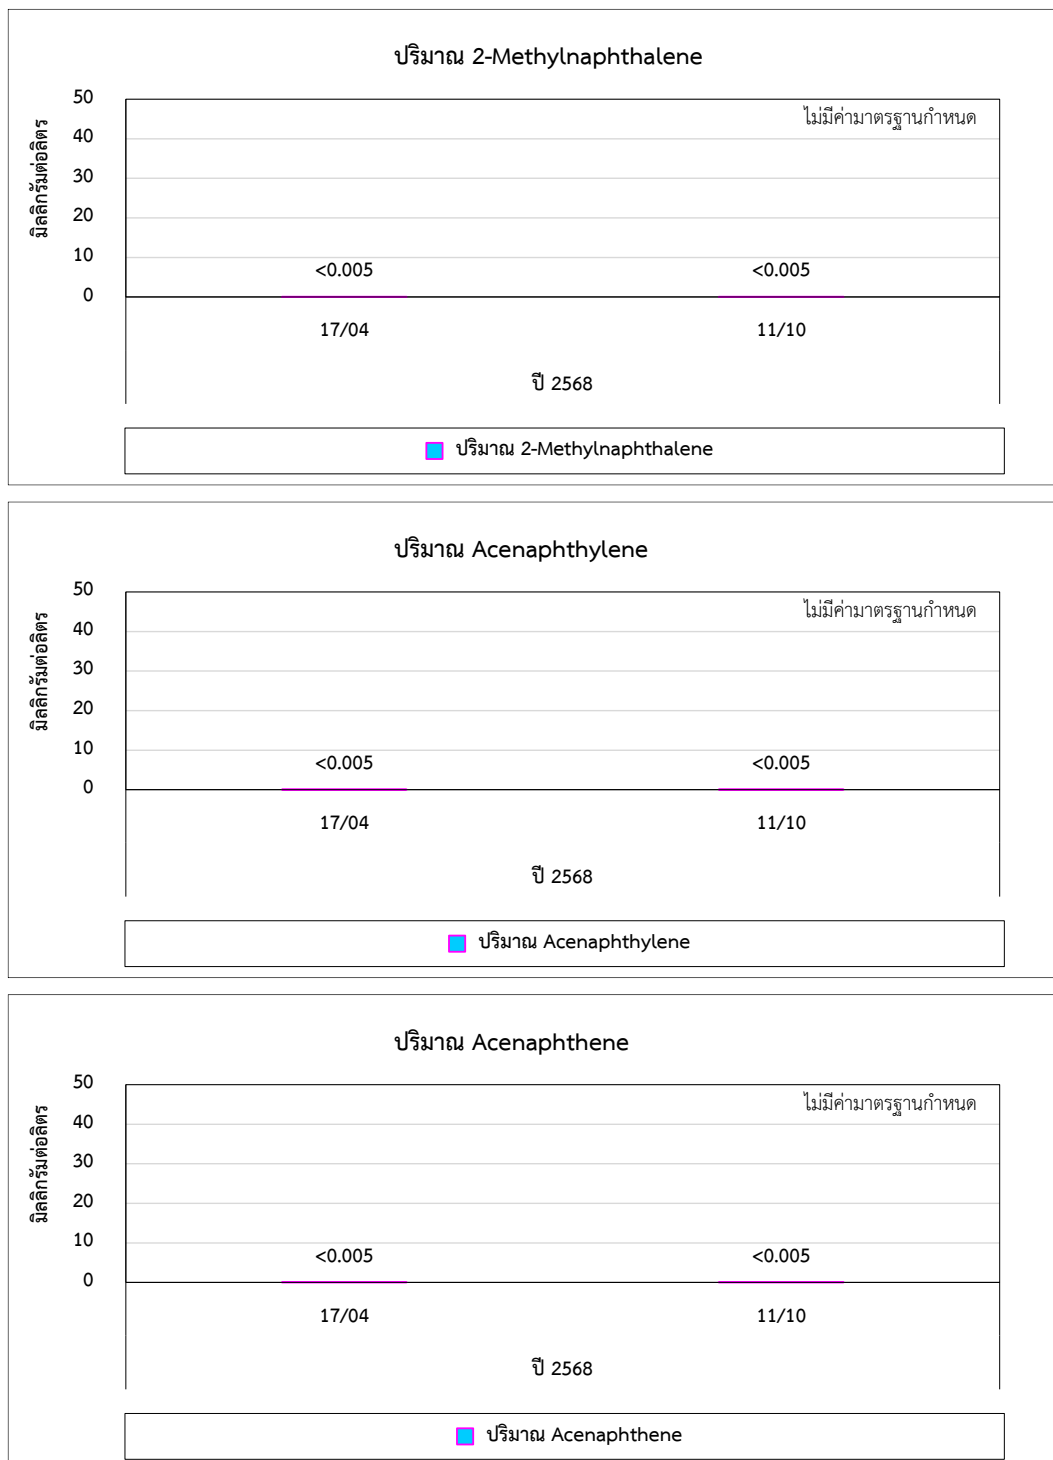 ปริมาณ 2-Methylnaphthalene
มิลลิกรัมต่อลิตร
50
40
30
20
10
0
ไม่มีค่ามาตรฐานกำหนด
<0.005 <0.005
17/04 11/10
ปี 2568
ปริมาณ 2-Methylnaphthalene
ปริมาณ Acenaphthylene
มิลลิกรัมต่อลิตร
50
40
30
20
10
0
ไม่มีค่ามาตรฐานกำหนด
<0.005 <0.005
17/04 11/10
ปี 2568
ปริมาณ Acenaphthylene
ปริมาณ Acenaphthene
มิลลิกรัมต่อลิตร
50
40
30
20
10
0
ไม่มีค่ามาตรฐานกำหนด
<0.005 <0.005
17/04 11/10
ปี 2568
ปริมาณ Acenaphthene